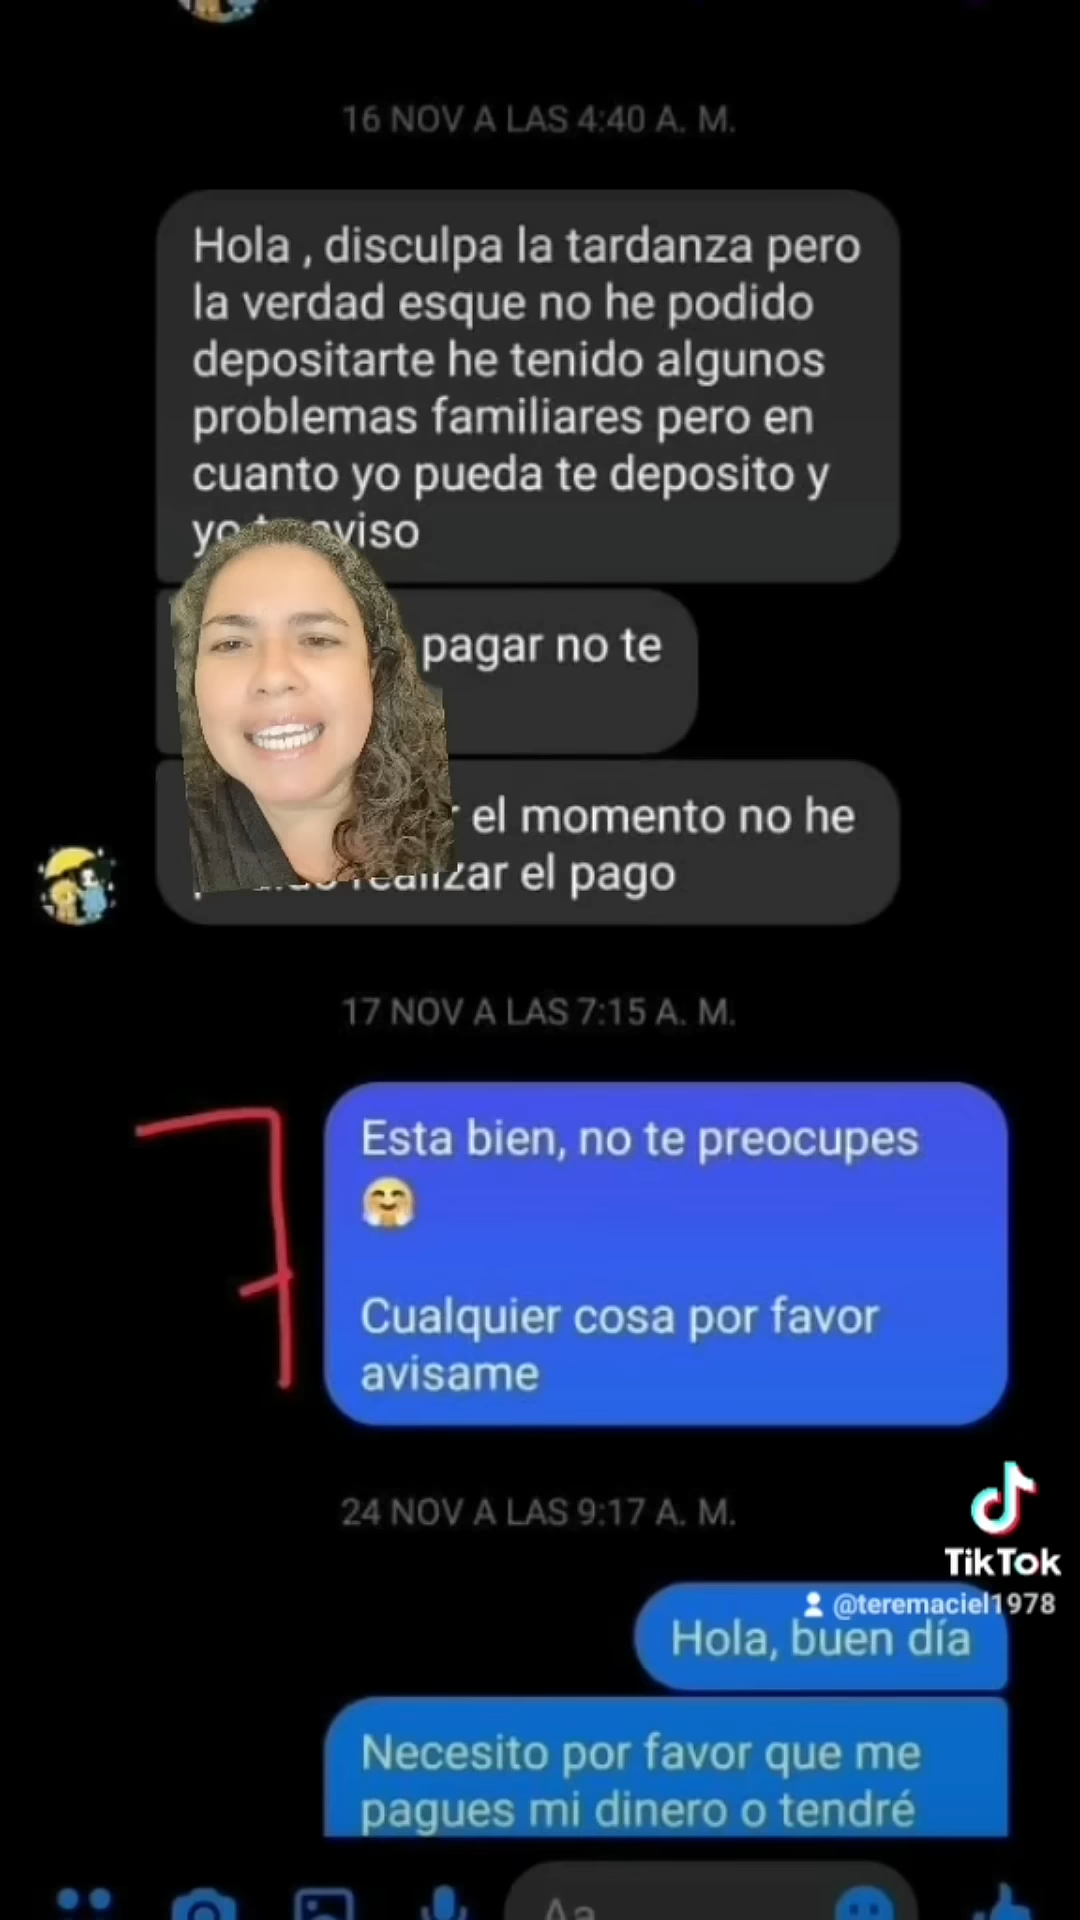 16 NOV A LAS 4:40 A. M.
Hola , disculpa la tardanza pero
la verdad esque no he podido
depositarte he tenido algunos
problemas familiares pero en
cuanto yo pueda te deposito y
aviso
pagar no te
el momento no he
realizar el pago
17 NOV A LAS 7:15 A. M.
Esta bien, no te preocupes
🤗
Cualquier cosa por favor
avisame
7
24 NOV A LAS 9:17 A. M.
TikTok
@teremaciel1978
Hola, buen día
Necesito por favor que me
pagues mi dinero o tendré
Aa